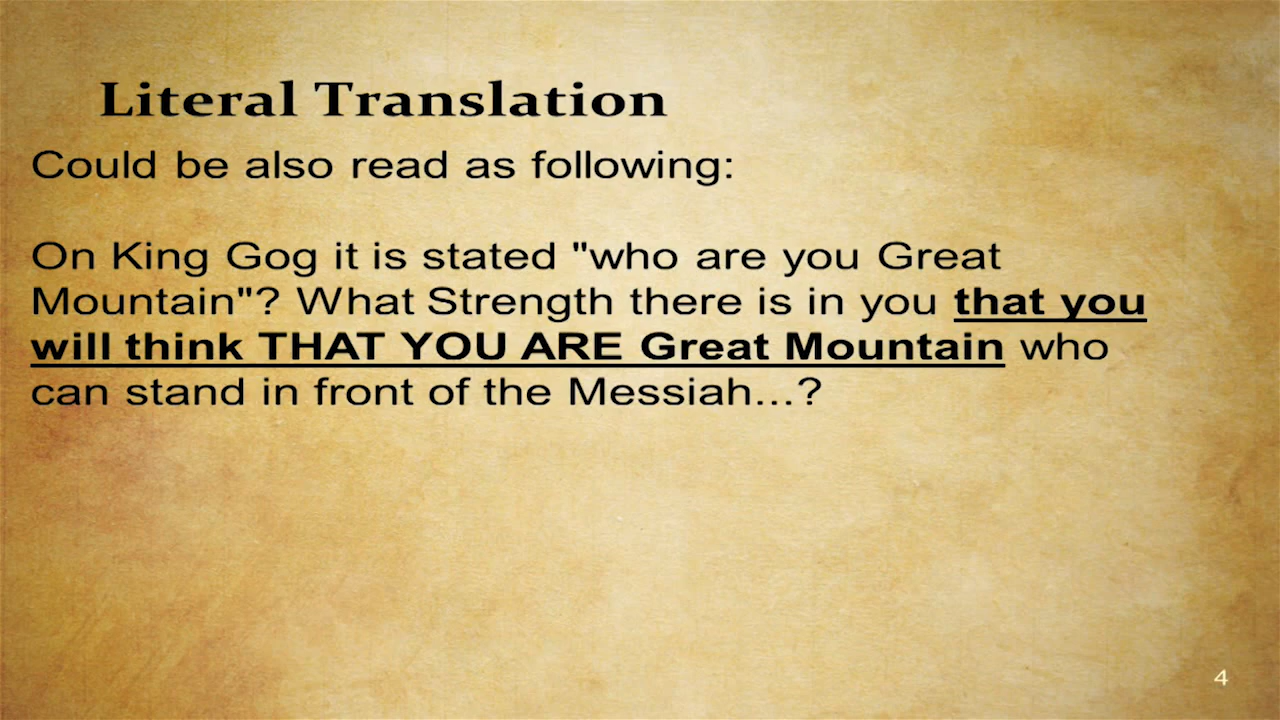 Literal Translation
Could be also read as following:
On King Gog it is stated "who are you Great
Mountain"? What Strength there is in you that you
will think THAT YOU ARE Great Mountain who
can stand in front of the Messiah...?
4